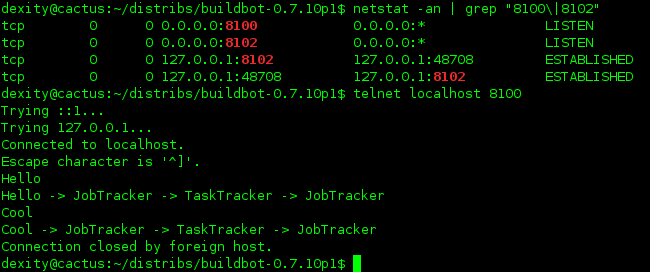 dexity@cactus:~/distribs/buildbot-0.7.10p1$ netstat -an | grep "8100\|8102"
tcp        0      0 0.0.0.0:8100            0.0.0.0:*               LISTEN
tcp        0      0 0.0.0.0:8102            0.0.0.0:*               LISTEN
tcp        0      0 127.0.0.1:8102          127.0.0.1:48708         ESTABLISHED
tcp        0      0 127.0.0.1:48708         127.0.0.1:8102          ESTABLISHED
dexity@cactus:~/distribs/buildbot-0.7.10p1$ telnet localhost 8100
Trying ::1...
Trying 127.0.0.1...
Connected to localhost.
Escape character is '^]'.
Hello
Hello -> JobTracker -> TaskTracker -> JobTracker
Cool
Cool -> JobTracker -> TaskTracker -> JobTracker
Connection closed by foreign host.
dexity@cactus:~/distribs/buildbot-0.7.10p1$